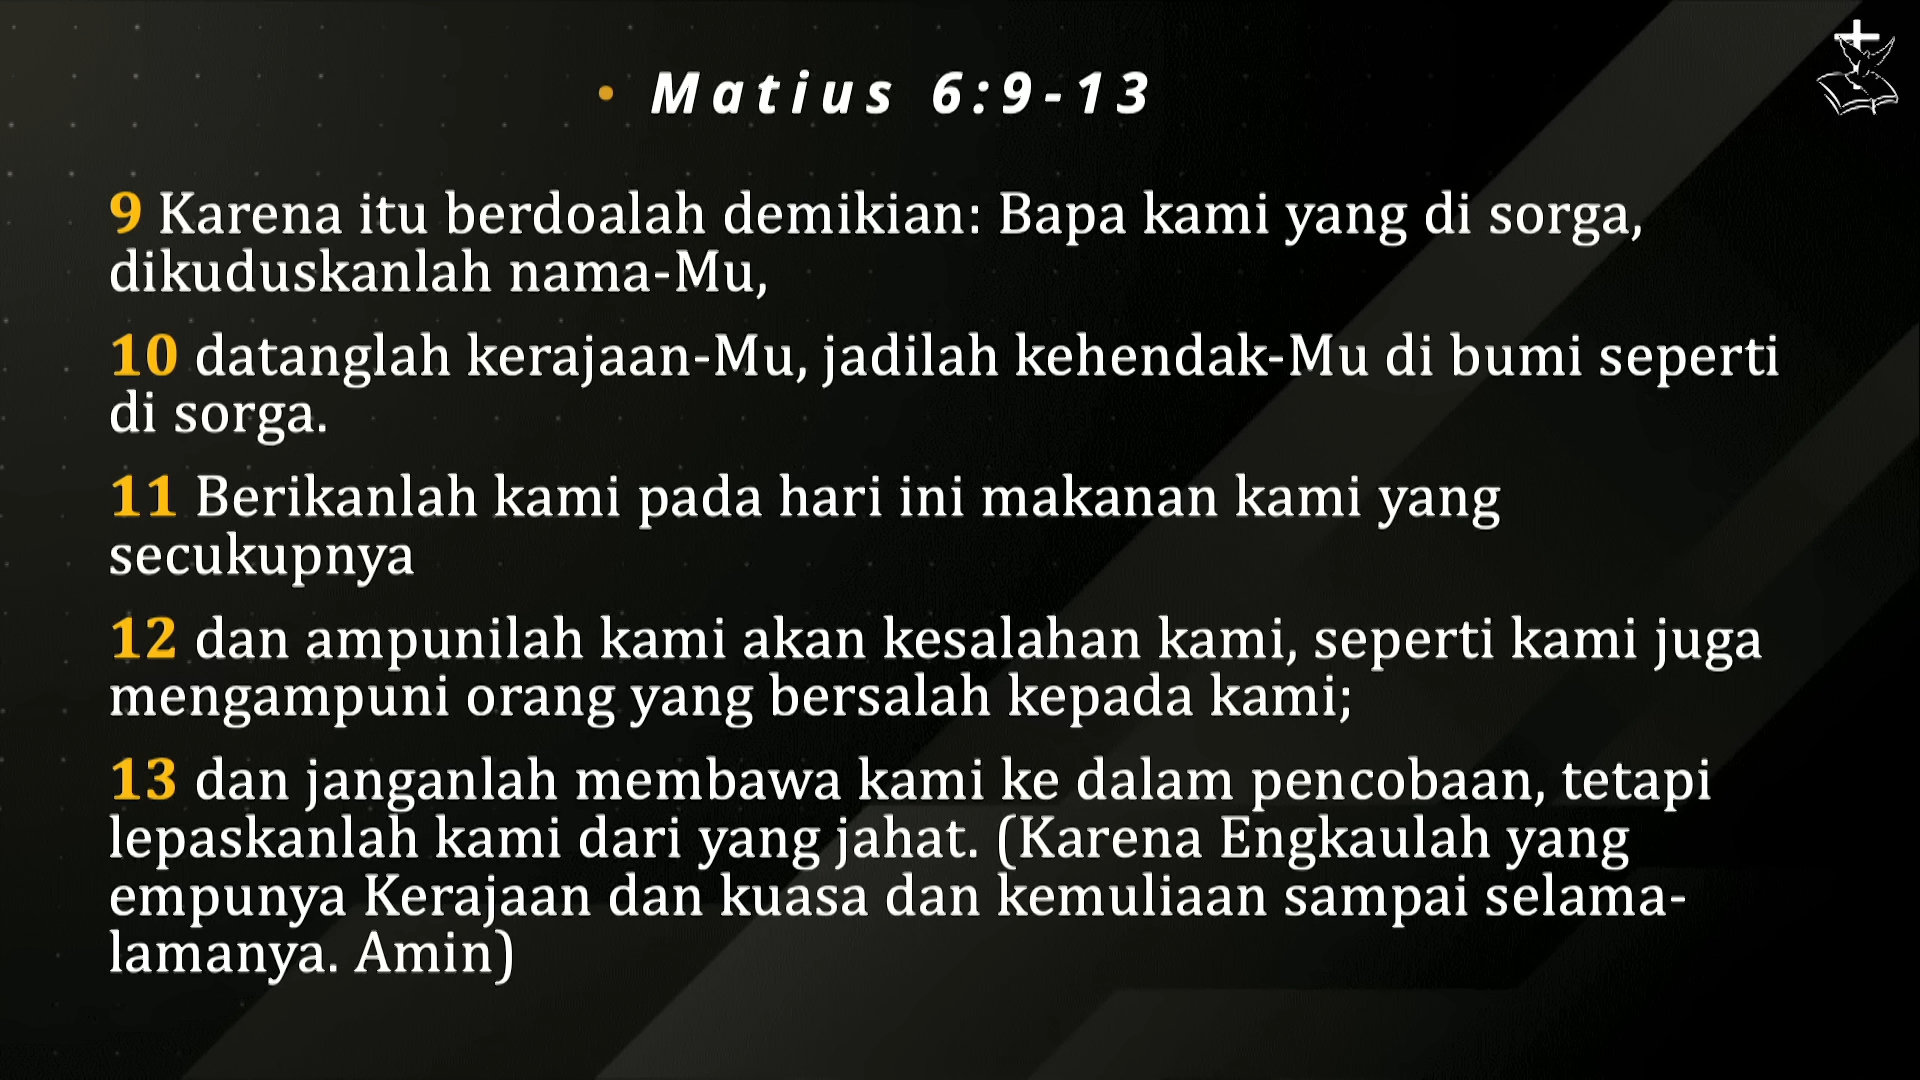 • Matius 6:9-13
9 Karena itu berdoalah demikian: Bapa kami yang di sorga,
dikuduskanlah nama-Mu,
10 datanglah kerajaan-Mu, jadilah kehendak-Mu di bumi seperti
di sorga.
11 Berikanlah kami pada hari ini makanan kami yang
secukupnya
12 dan ampunilah kami akan kesalahan kami, seperti kami juga
mengampuni orang yang bersalah kepada kami;
13 dan janganlah membawa kami ke dalam pencobaan, tetapi
lepaskanlah kami dari yang jahat. (Karena Engkaulah yang
empunya Kerajaan dan kuasa dan kemuliaan sampai selama-
lamanya. Amin)